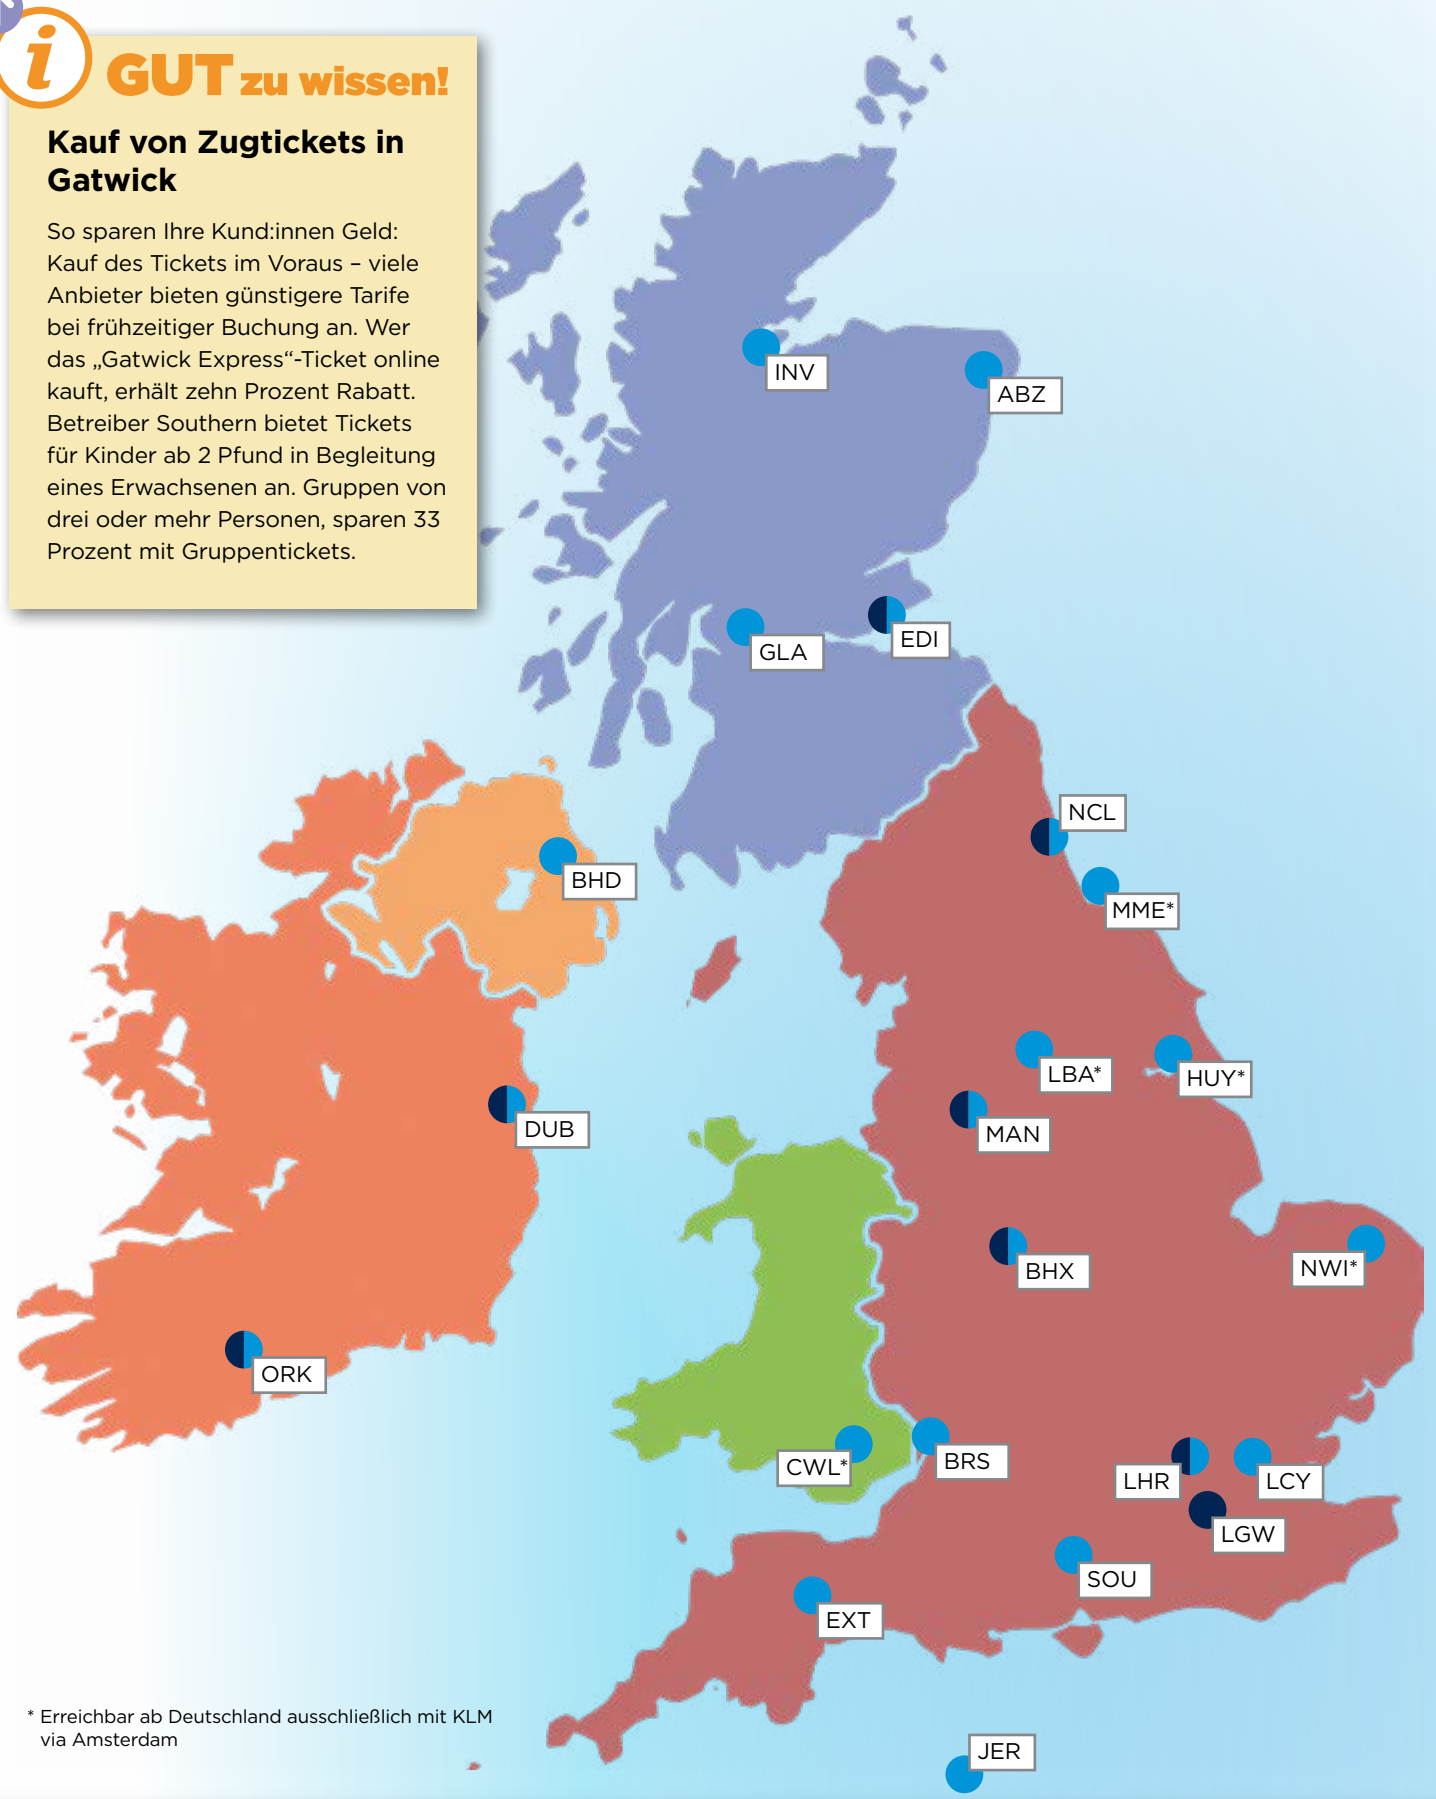 i
GUT zu wissen!
Kauf von Zugtickets in
Gatwick
So sparen Ihre Kund:innen Geld:
Kauf des Tickets im Voraus – viele
Anbieter bieten günstigere Tarife
bei frühzeitiger Buchung an. Wer
das „Gatwick Express“-Ticket online
kauft, erhält zehn Prozent Rabatt.
Betreiber Southern bietet Tickets
für Kinder ab 2 Pfund in Begleitung
eines Erwachsenen an. Gruppen von
drei oder mehr Personen, sparen 33
Prozent mit Gruppentickets.
INV
ABZ
GLA
EDI
NCL
BHD
MME*
LBA*
HUY*
DUB
MAN
BHX
NWI*
ORK
CWL*
BRS
LHR
LCY
LGW
SOU
EXT
JER
* Erreichbar ab Deutschland ausschließlich mit KLM
via Amsterdam